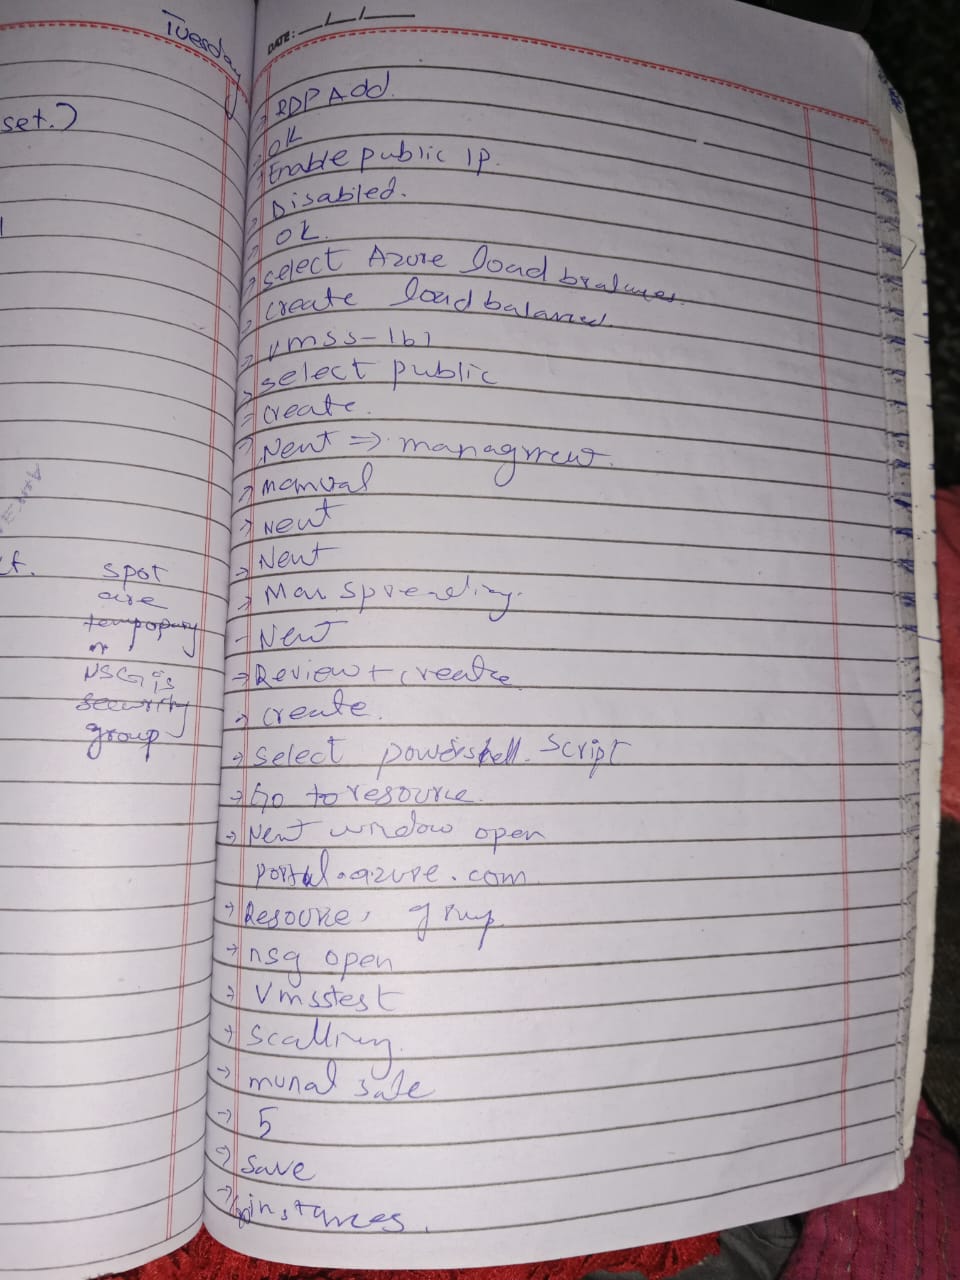 Tuesday
set.)
spot
are
temporary
NSG is
security
group
DATE: __/__/__
→ RDP Add.
→ OK
→ Enable public IP.
→ Disabled.
→ OK.
→ select Azure load
→ create load balanced.
→ vmss-lb1
→ select public
→ create.
→ Next => managment.
→ manual
→ Next
→ Next
→ Max spreading.
→ Next
→ Review + create
→ create.
→ select powershell script
→ Go to resource.
→ Next window open
portal.azure.com
→ Resource group
→ nsg open
→ Vmsstest
→ scalling.
→ munal sale
→ 5
→ save
→ instances.